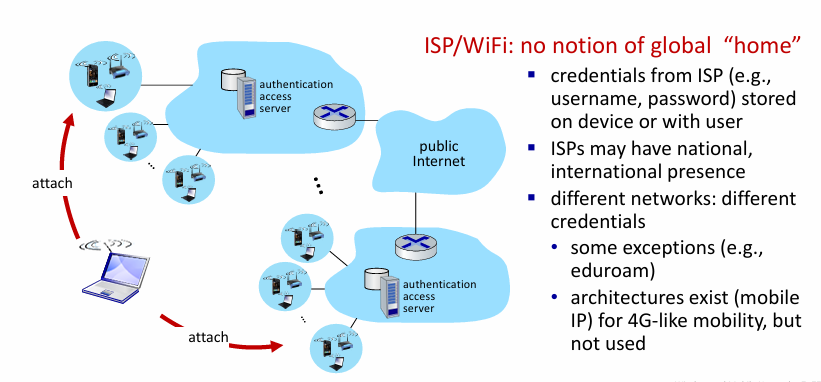 ISP/WiFi: no notion of global “home”
authentication
access
server
public
Internet
attach
authentication
access
server
attach
▪ credentials from ISP (e.g.,
username, password) stored
on device or with user
▪ ISPs may have national,
international presence
▪ different networks: different
credentials
• some exceptions (e.g.,
eduroam)
• architectures exist (mobile
IP) for 4G-like mobility, but
not used